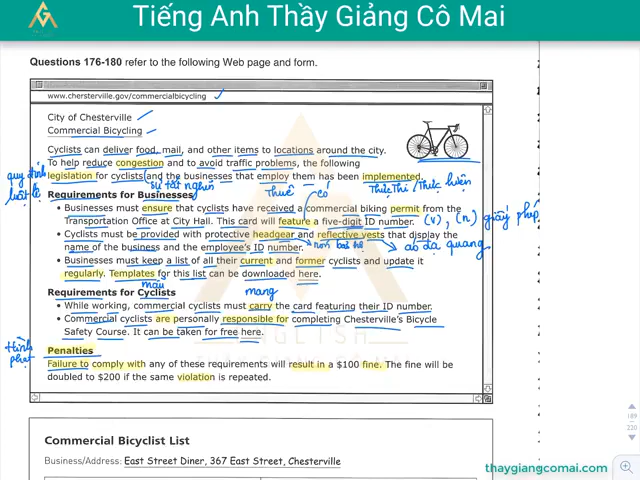 Tiếng Anh Thầy Giảng Cô Mai
Questions 176-180 refer to the following Web page and form.
www.chersterville.gov/commercialbicycling
City of Chesterville
Commercial Bicycling
Cyclists can deliver food, mail, and other items to locations around the city.
To help reduce congestion and to avoid traffic problems, the following
quy định
legislation for cyclists and the businesses that employ them has been implemented.
luật lệ
sự tắt nghẽn
thuê
có
Thực thi / thực hiện
Requirements for Businesses
• Businesses must ensure that cyclists have received a commercial biking permit from the
Transportation Office at City Hall. This card will feature a five-digit ID number.
(v), (n) giấy phép
• Cyclists must be provided with protective headgear and reflective vests that display the
name of the business and the employee's ID number.
nón bảo hộ
áo dạ quang
• Businesses must keep a list of all their current and former cyclists and update it
regularly. Templates for this list can be downloaded here.
mẫu
mang
Requirements for Cyclists
• While working, commercial cyclists must carry the card featuring their ID number.
• Commercial cyclists are personally responsible for completing Chesterville's Bicycle
Safety Course. It can be taken for free here.
hình phạt
Penalties
Failure to comply with any of these requirements will result in a $100 fine. The fine will be
doubled to $200 if the same violation is repeated.
Commercial Bicyclist List
Business/Address: East Street Diner, 367 East Street, Chesterville
189
220
thaygiangcomai.com